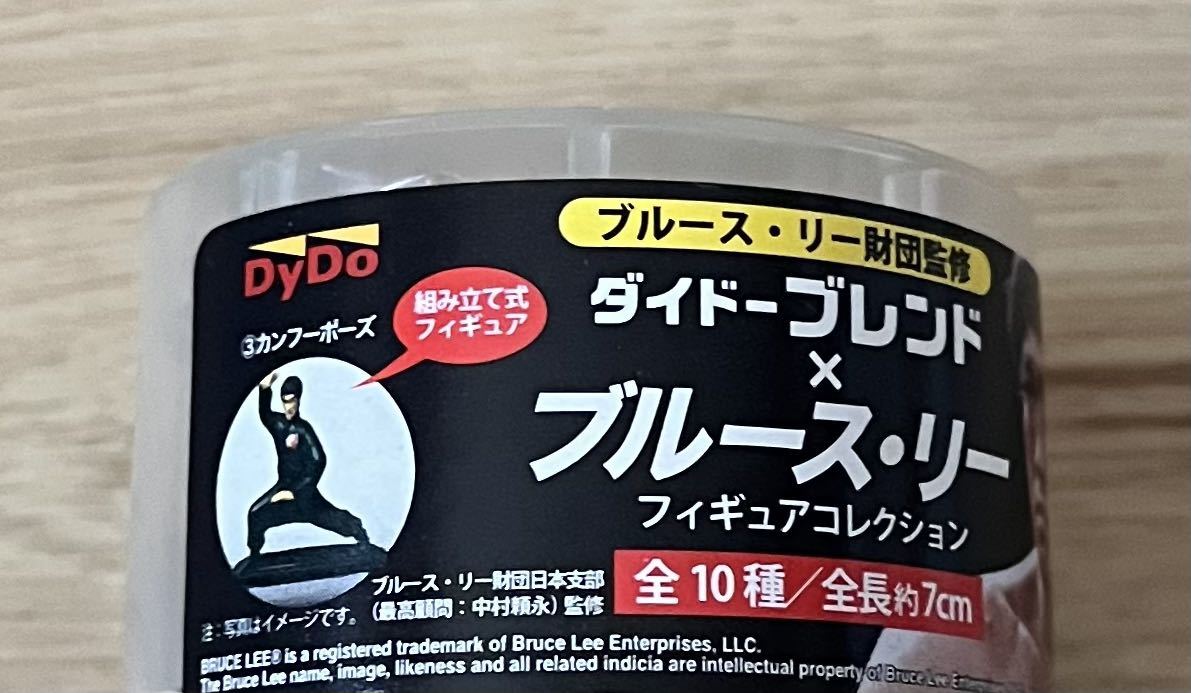 ブルース・リー財団監修
DyDo
ダイドーブレンド
×
ブルース・リー
フィギュアコレクション
組み立て式
フィギュア
③カンフーポーズ
全10種/全長約7cm
ブルース・リー財団日本支部
(最高顧問:中村頼永)監修
注:写真はイメージです。
BRUCE LEE® is a registered trademark of Bruce Lee Enterprises, LLC.
The Bruce Lee name, image, likeness and all related indicia are intellectual property of Bruce Lee